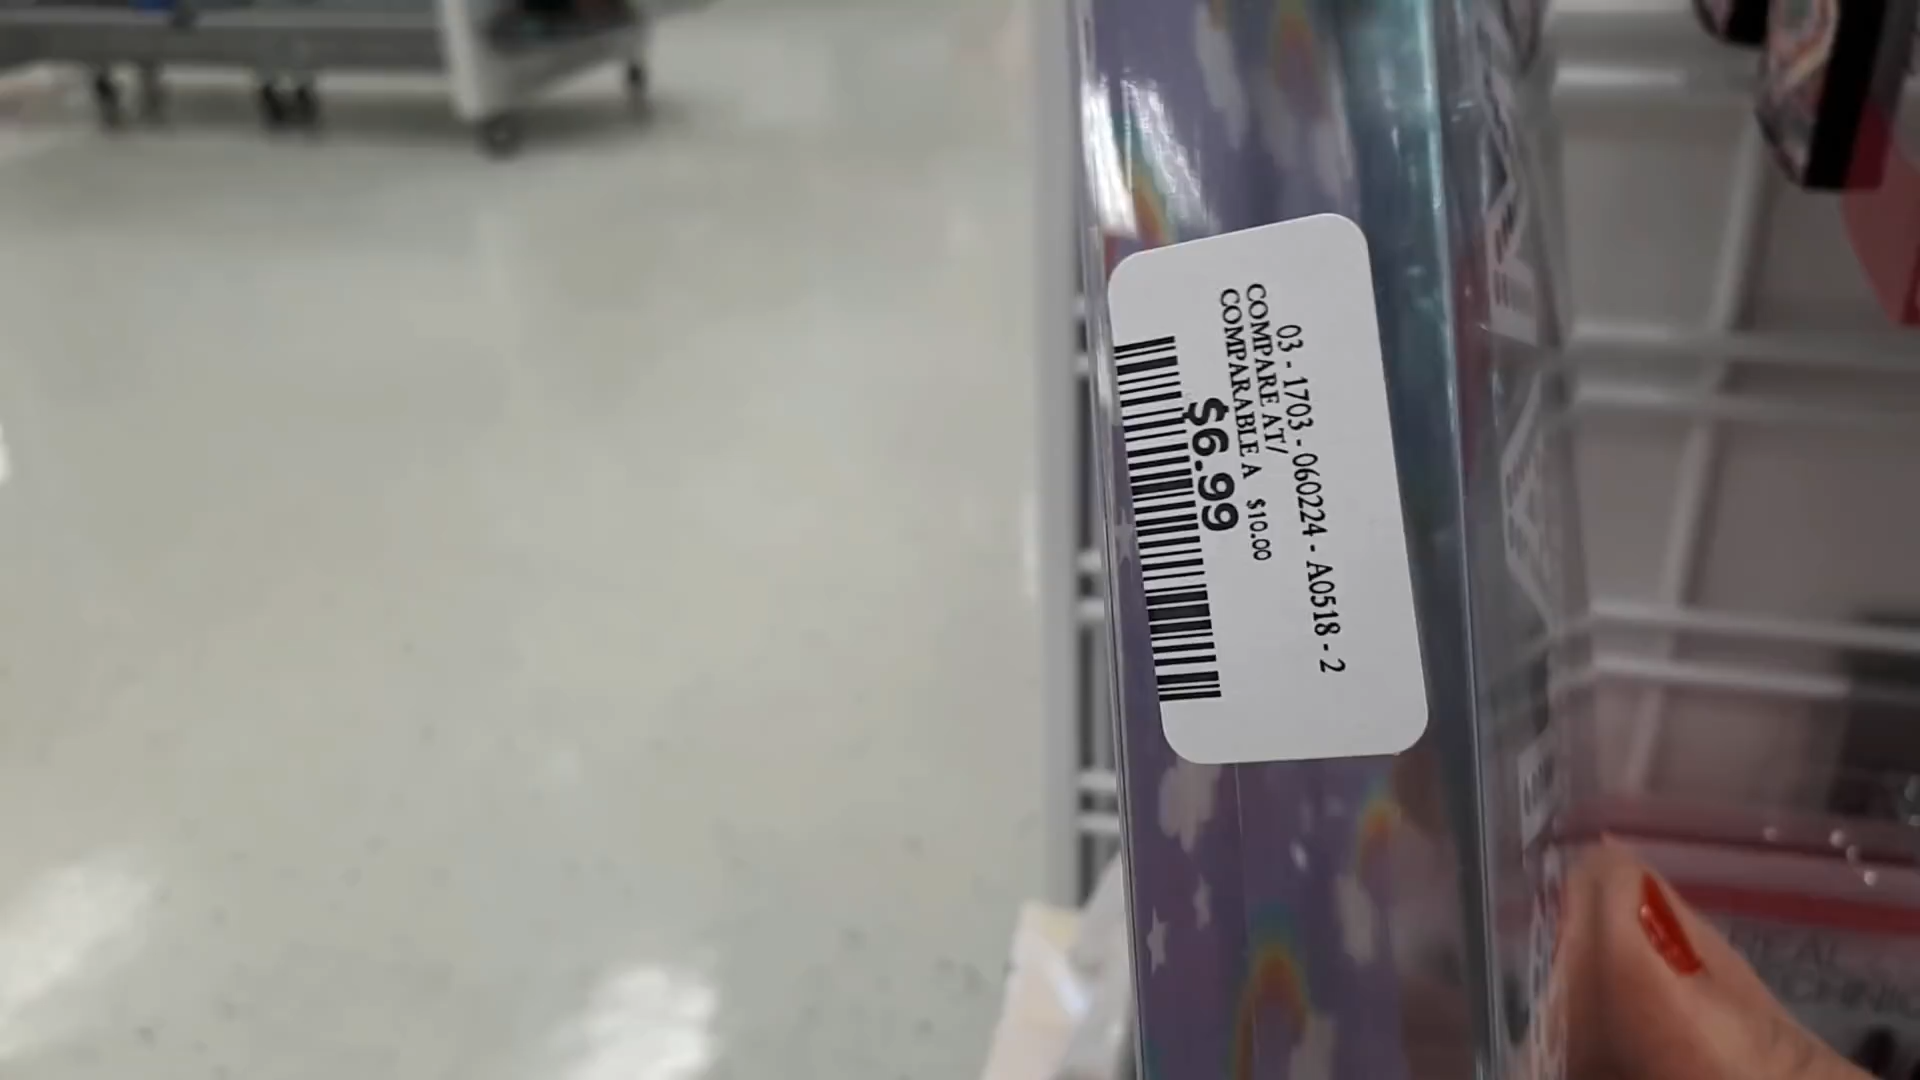 03 - 1703 - 060224 - A0518 - 2
COMPARE AT/
COMPARABLE A $10.00
$6.99